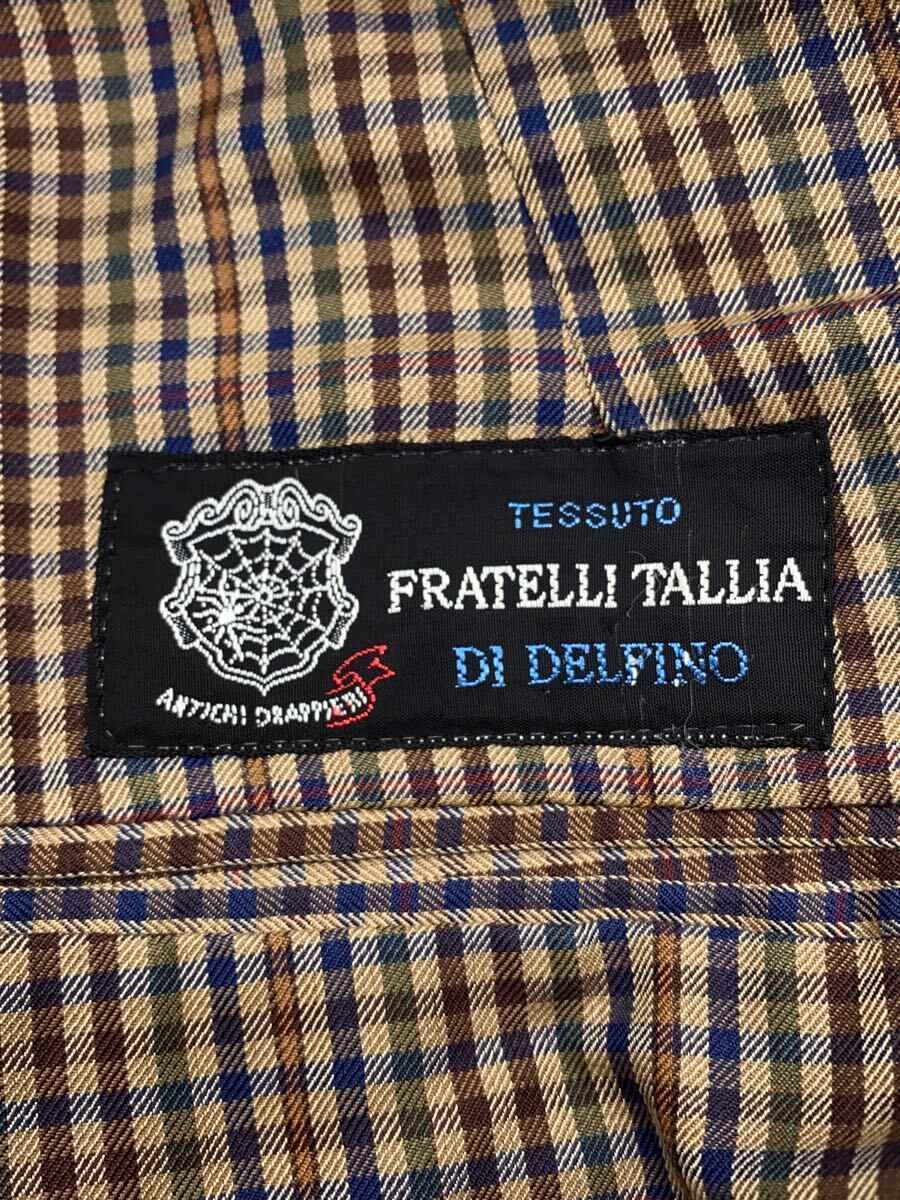 TESSUTO
FRATELLI TALLIA
DI DELFINO
ANTICHI DRAPPIERI